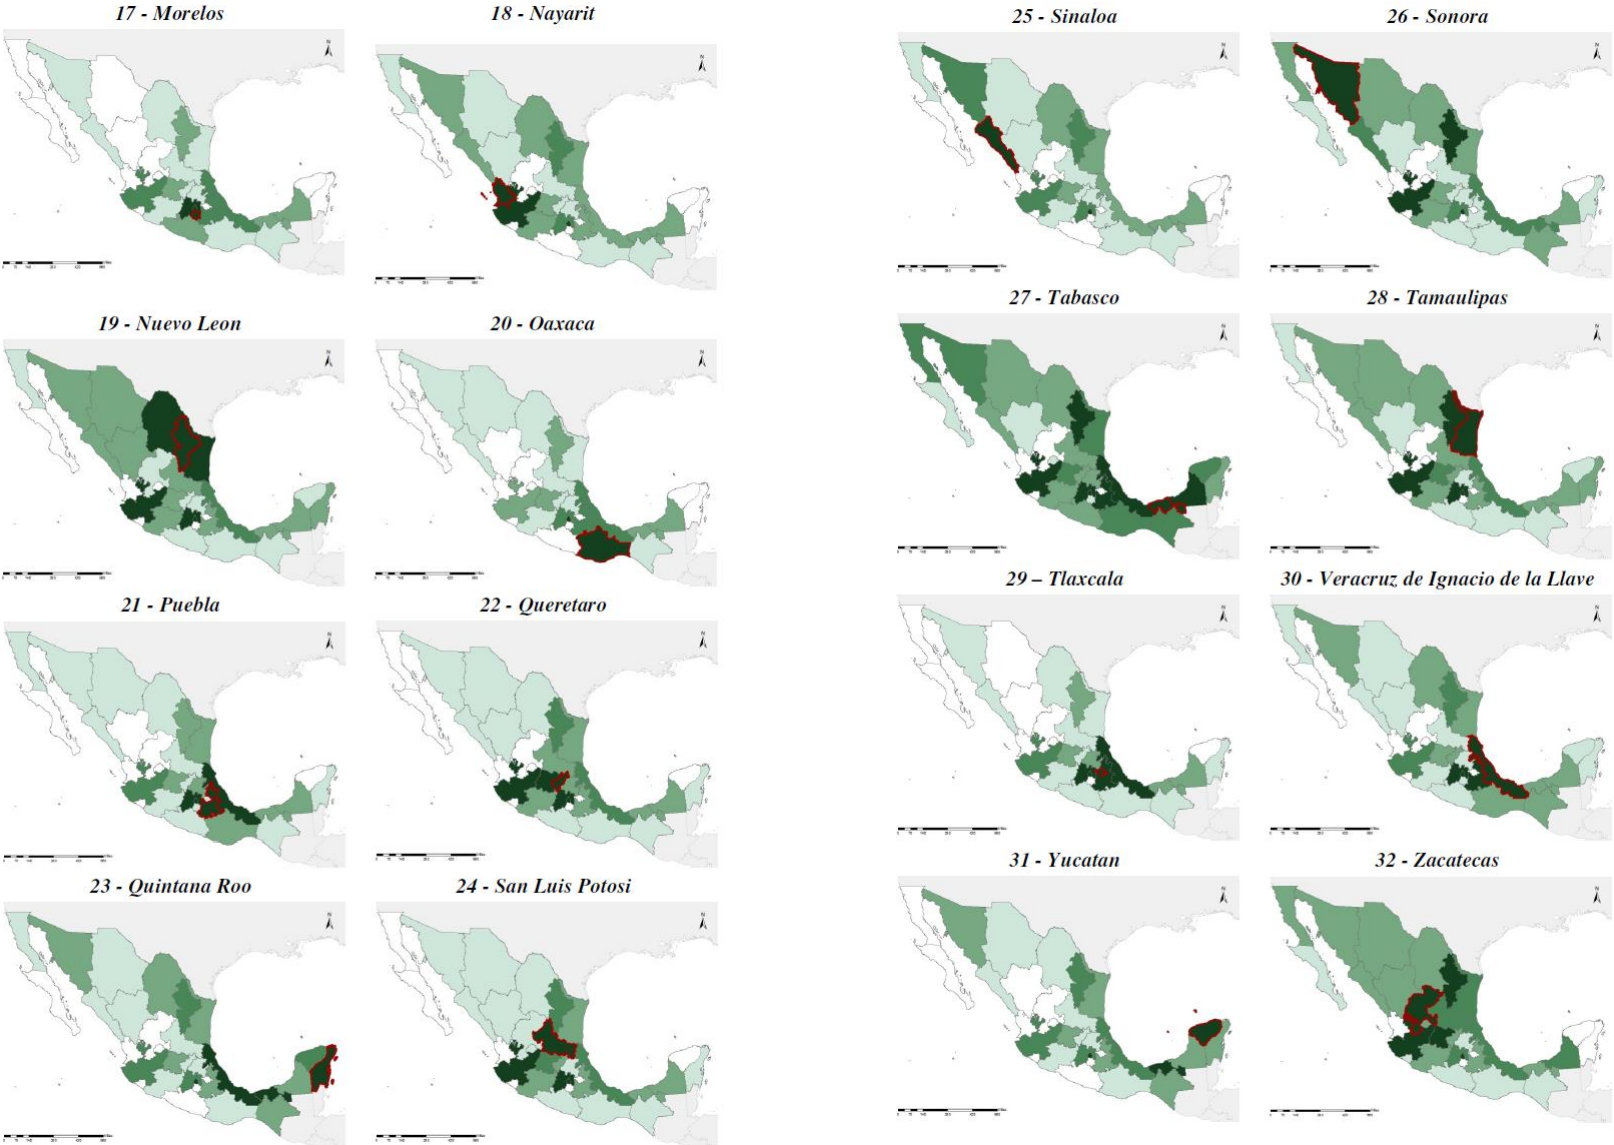 17 - Morelos
18 - Nayarit
25 - Sinaloa
26 - Sonora
19 - Nuevo Leon
20 - Oaxaca
27 - Tabasco
28 - Tamaulipas
21 - Puebla
22 - Queretaro
29 – Tlaxcala
30 - Veracruz de Ignacio de la Llave
23 - Quintana Roo
24 - San Luis Potosi
31 - Yucatan
32 - Zacatecas